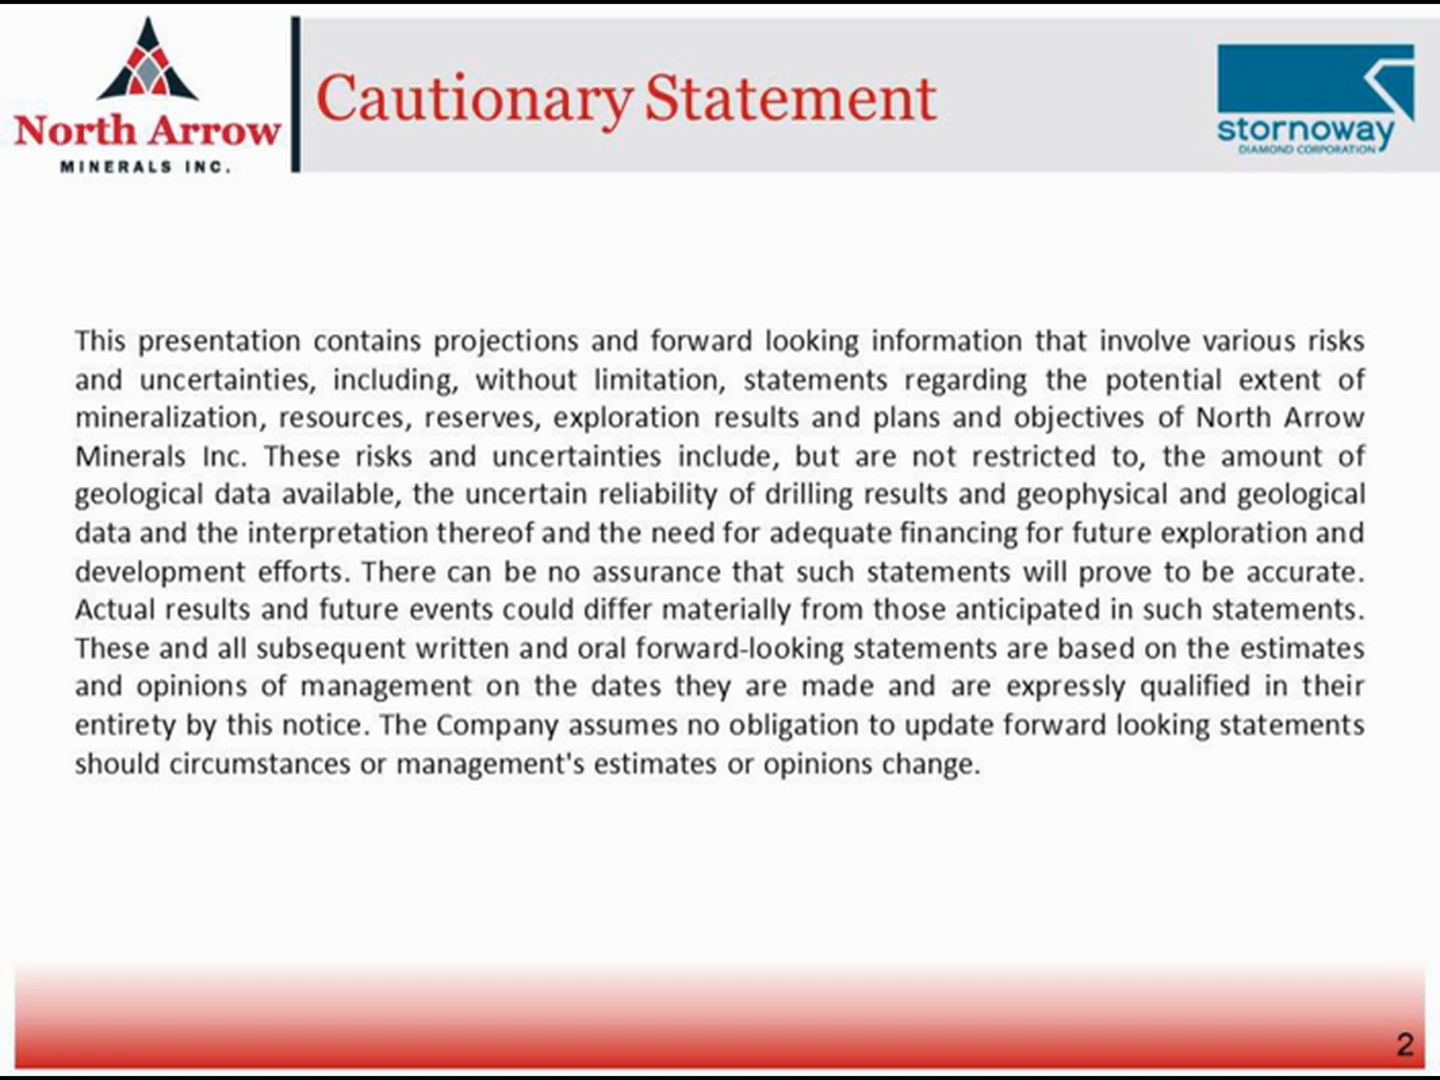 North Arrow
MINERALS INC.
Cautionary Statement
stornoway
DIAMOND CORPORATION
This presentation contains projections and forward looking information that involve various risks
and uncertainties, including, without limitation, statements regarding the potential extent of
mineralization, resources, reserves, exploration results and plans and objectives of North Arrow
Minerals Inc. These risks and uncertainties include, but are not restricted to, the amount of
geological data available, the uncertain reliability of drilling results and geophysical and geological
data and the interpretation thereof and the need for adequate financing for future exploration and
development efforts. There can be no assurance that such statements will prove to be accurate.
Actual results and future events could differ materially from those anticipated in such statements.
These and all subsequent written and oral forward-looking statements are based on the estimates
and opinions of management on the dates they are made and are expressly qualified in their
entirety by this notice. The Company assumes no obligation to update forward looking statements
should circumstances or management's estimates or opinions change.
2